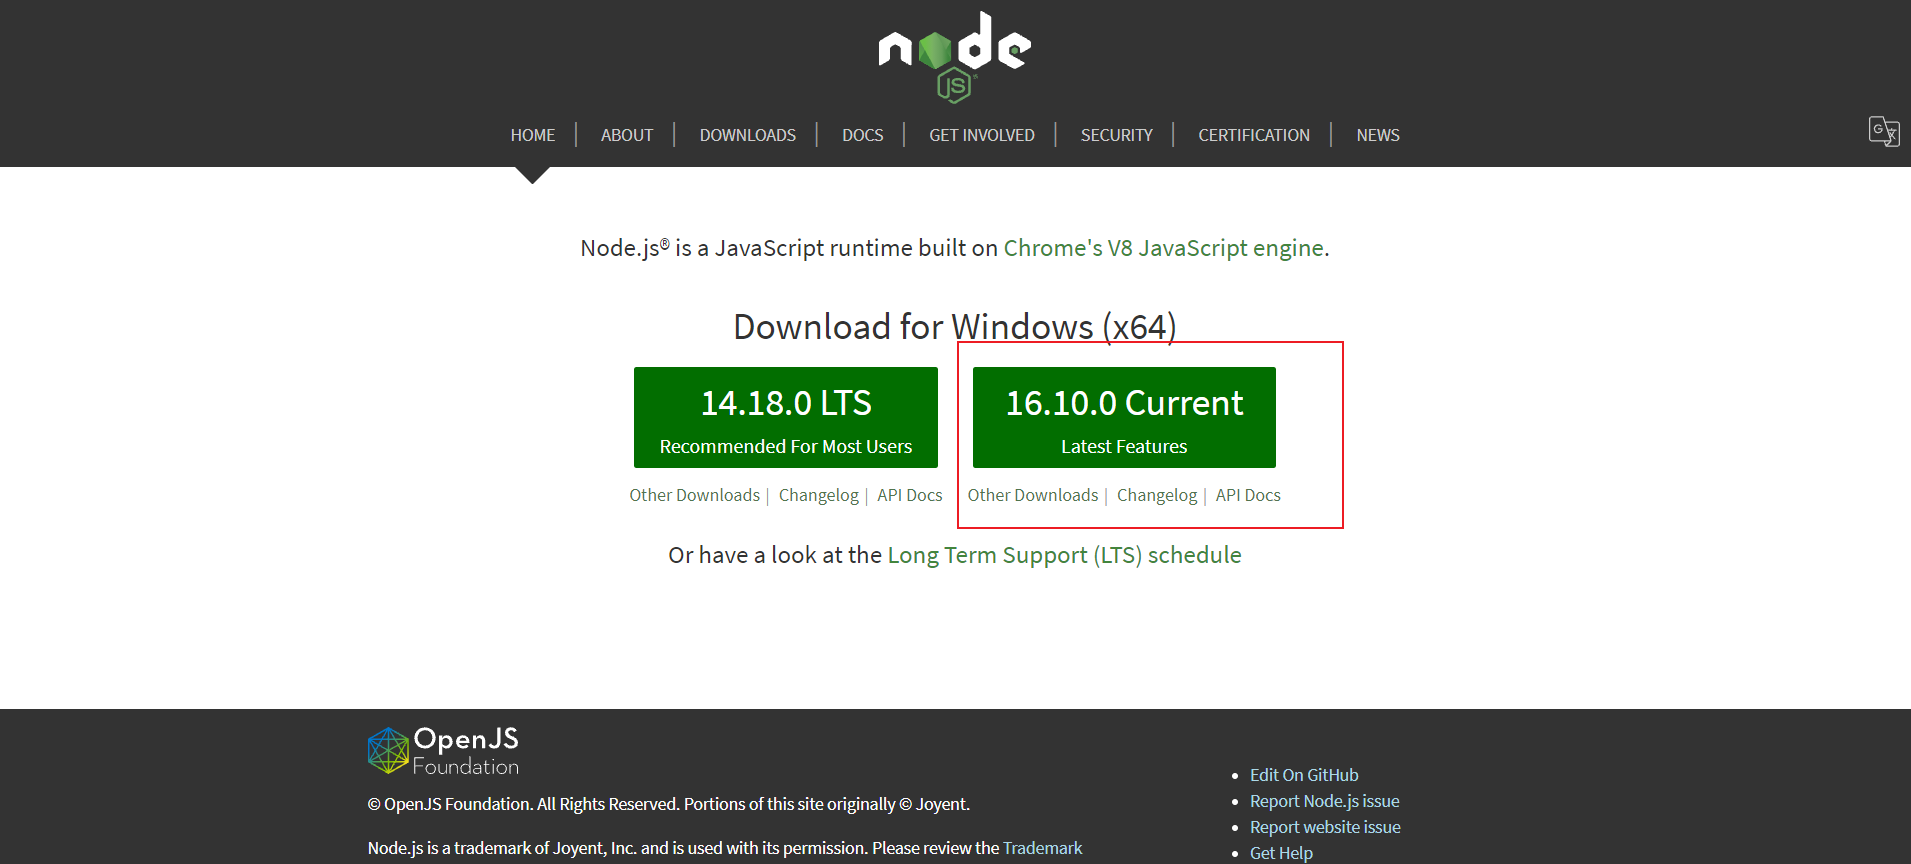 node
JS
HOME | ABOUT | DOWNLOADS | DOCS | GET INVOLVED | SECURITY | CERTIFICATION | NEWS
Node.js® is a JavaScript runtime built on Chrome's V8 JavaScript engine.
Download for Windows (x64)
14.18.0 LTS
Recommended For Most Users
Other Downloads | Changelog | API Docs
16.10.0 Current
Latest Features
Other Downloads | Changelog | API Docs
Or have a look at the Long Term Support (LTS) schedule
OpenJS
Foundation
© OpenJS Foundation. All Rights Reserved. Portions of this site originally © Joyent.
Node.js is a trademark of Joyent, Inc. and is used with its permission. Please review the Trademark
Edit On GitHub
Report Node.js issue
Report website issue
Get Help